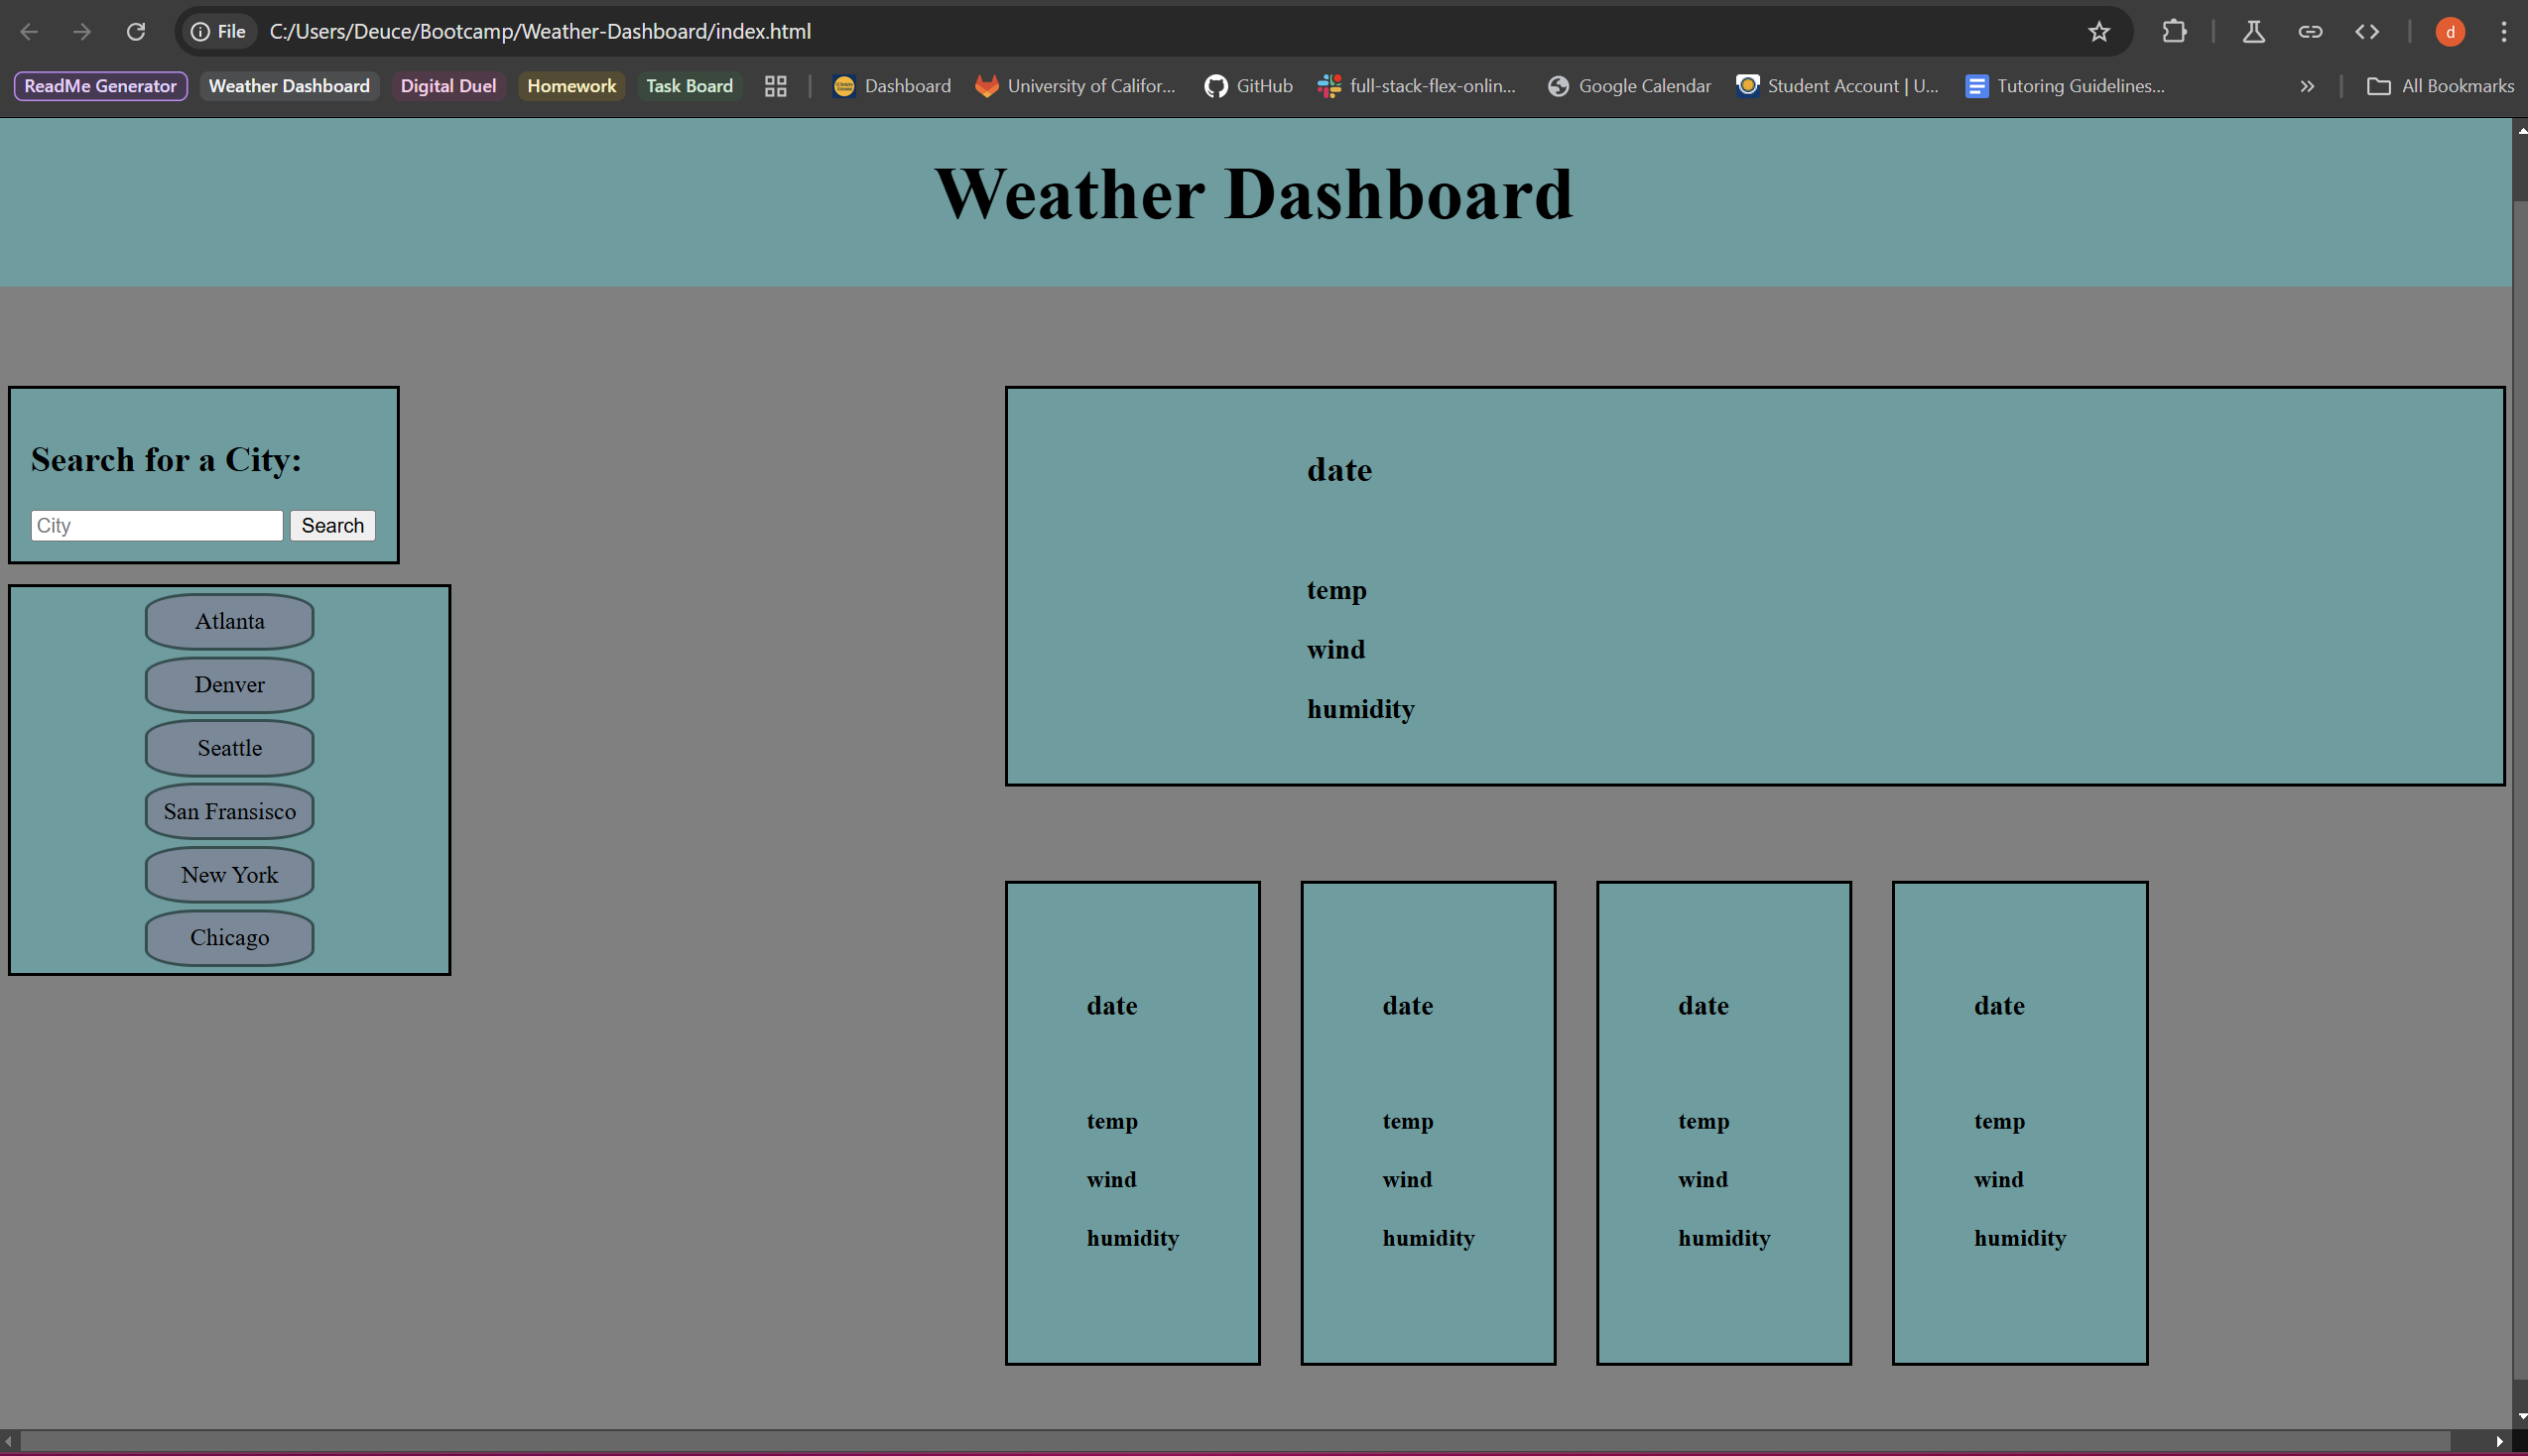 File C:/Users/Deuce/Bootcamp/Weather-Dashboard/index.html d
ReadMe Generator Weather Dashboard Digital Duel Homework Task Board Dashboard University of Califor... GitHub full-stack-flex-onlin... Google Calendar Student Account | U... Tutoring Guidelines... » All Bookmarks
Weather Dashboard
Search for a City:
City Search
Atlanta
Denver
Seattle
San Fransisco
New York
Chicago
date
temp
wind
humidity
date date date date
temp temp temp temp
wind wind wind wind
humidity humidity humidity humidity